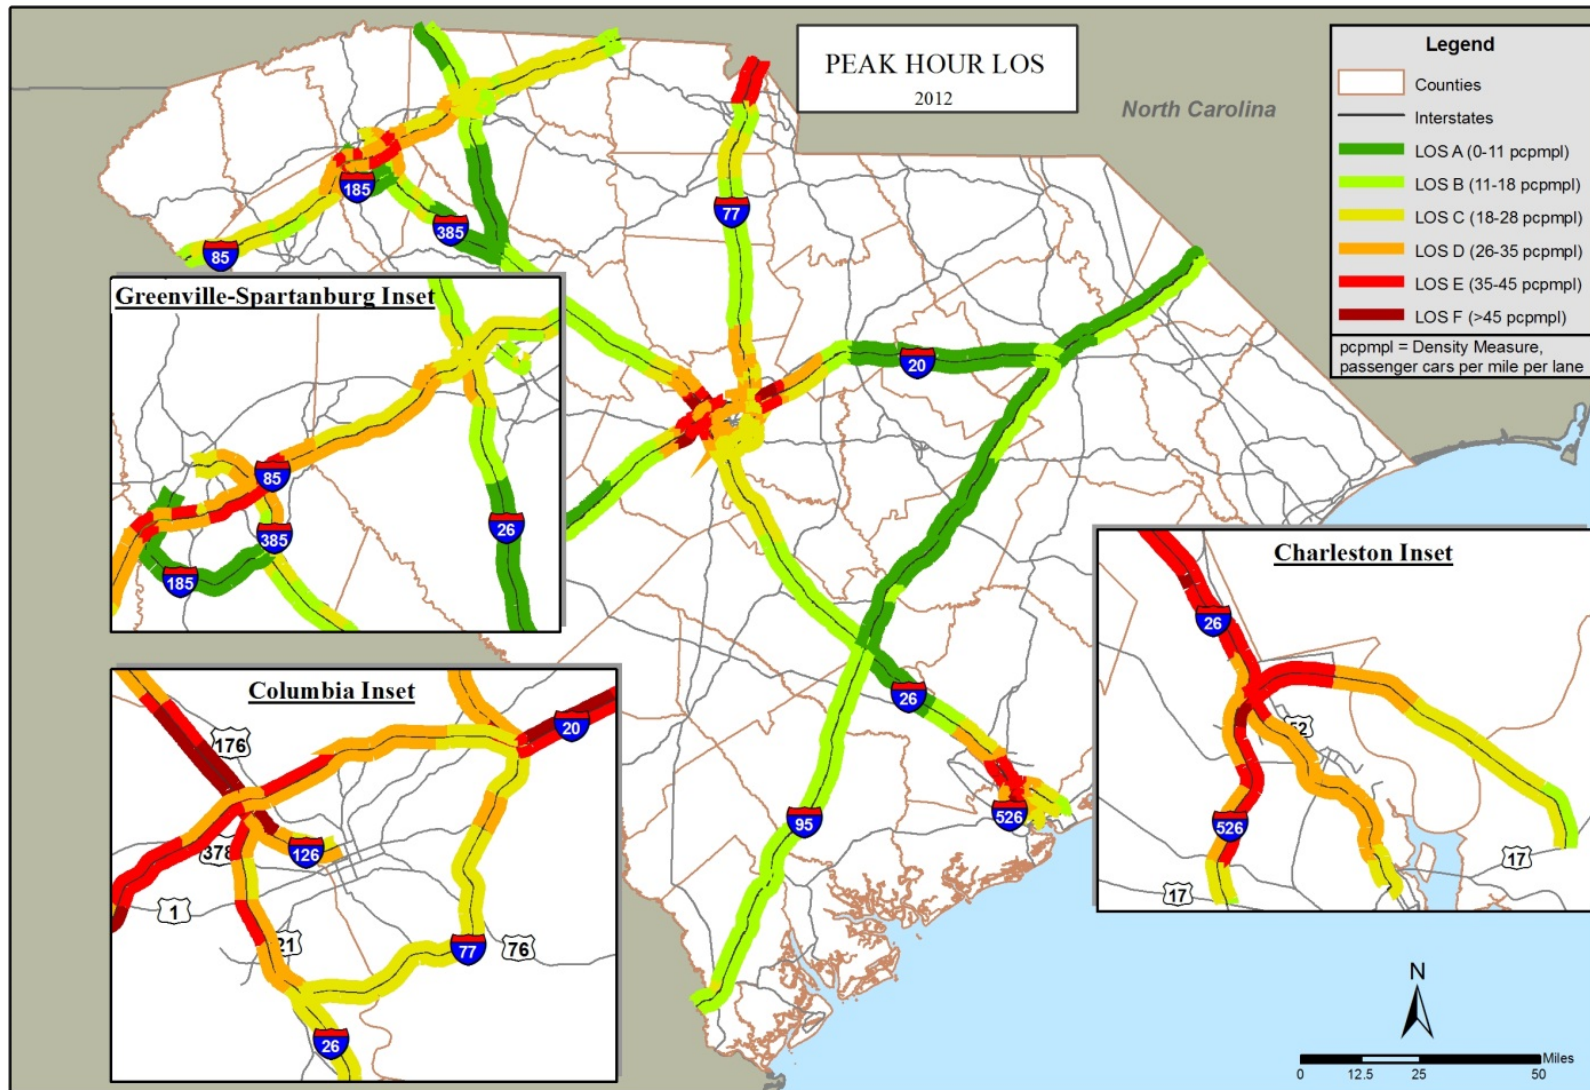 PEAK HOUR LOS
2012
North Carolina
Legend
Counties
Interstates
LOS A (0-11 pcpmpl)
LOS B (11-18 pcpmpl)
LOS C (18-28 pcpmpl)
LOS D (26-35 pcpmpl)
LOS E (35-45 pcpmpl)
LOS F (>45 pcpmpl)
pcpmpl = Density Measure,
passenger cars per mile per lane
185
385
85
77
20
26
95
526
Greenville-Spartanburg Inset
85
385
185
26
Columbia Inset
176
20
378
126
1
21
77
76
26
Charleston Inset
26
52
526
17
17
N
Miles
0 12.5 25 50